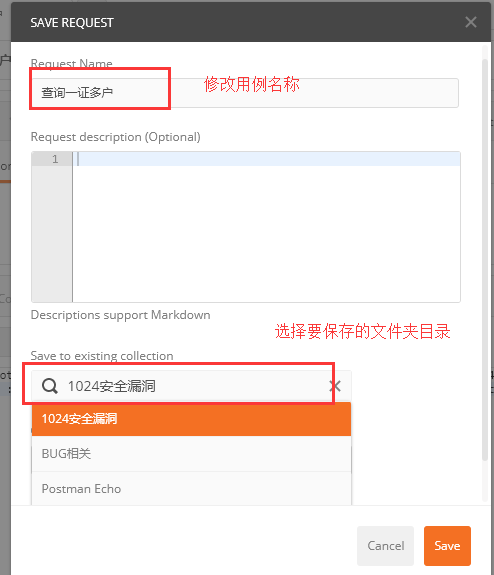 SAVE REQUEST
Request Name
查询一证多户
修改用例名称
Request description (Optional)
1
Descriptions support Markdown
选择要保存的文件夹目录
Save to existing collection
1024安全漏洞
1024安全漏洞
BUG相关
Postman Echo
Cancel
Save